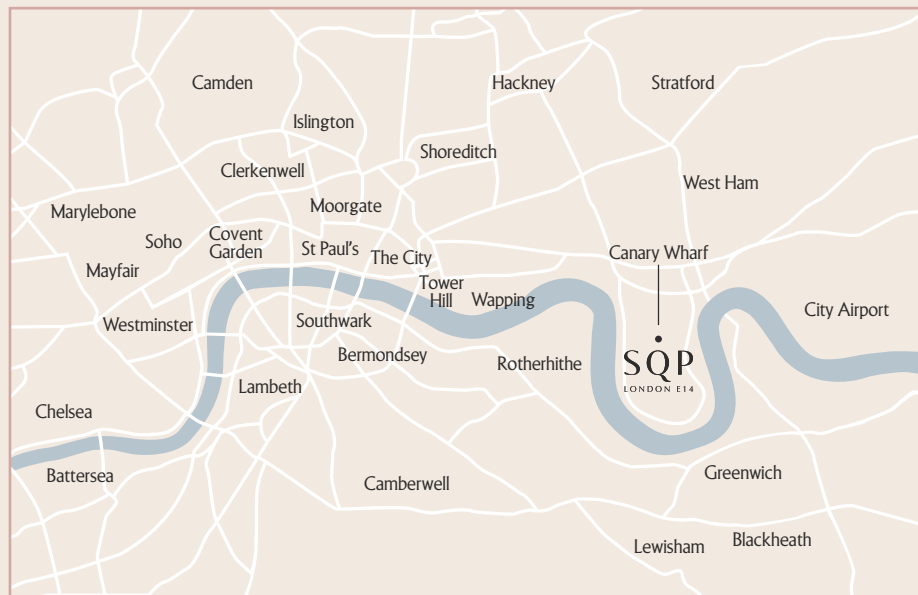 Camden
Hackney
Stratford
Islington
Shoreditch
Clerkenwell
West Ham
Moorgate
Marylebone
Soho
Covent
Garden
St Paul's
The City
Canary Wharf
Mayfair
Tower
Hill
Wapping
City Airport
Westminster
Southwark
Bermondsey
Rotherhithe
SQP
LONDON E14
Lambeth
Chelsea
Battersea
Camberwell
Greenwich
Lewisham
Blackheath